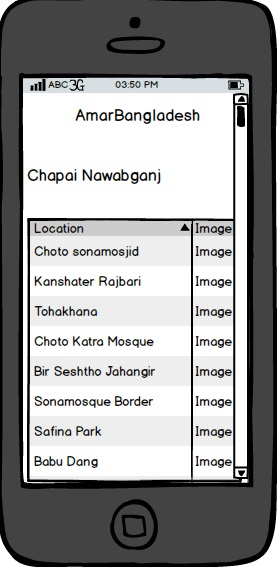 ABC 3G 03:50 PM
AmarBangladesh
Chapai Nawabganj
Location Image
Choto sonamosjid Image
Kanshater Rajbari Image
Tohakhana Image
Choto Katra Mosque Image
Bir Seshtho Jahangir Image
Sonamosque Border Image
Safina Park Image
Babu Dang Image